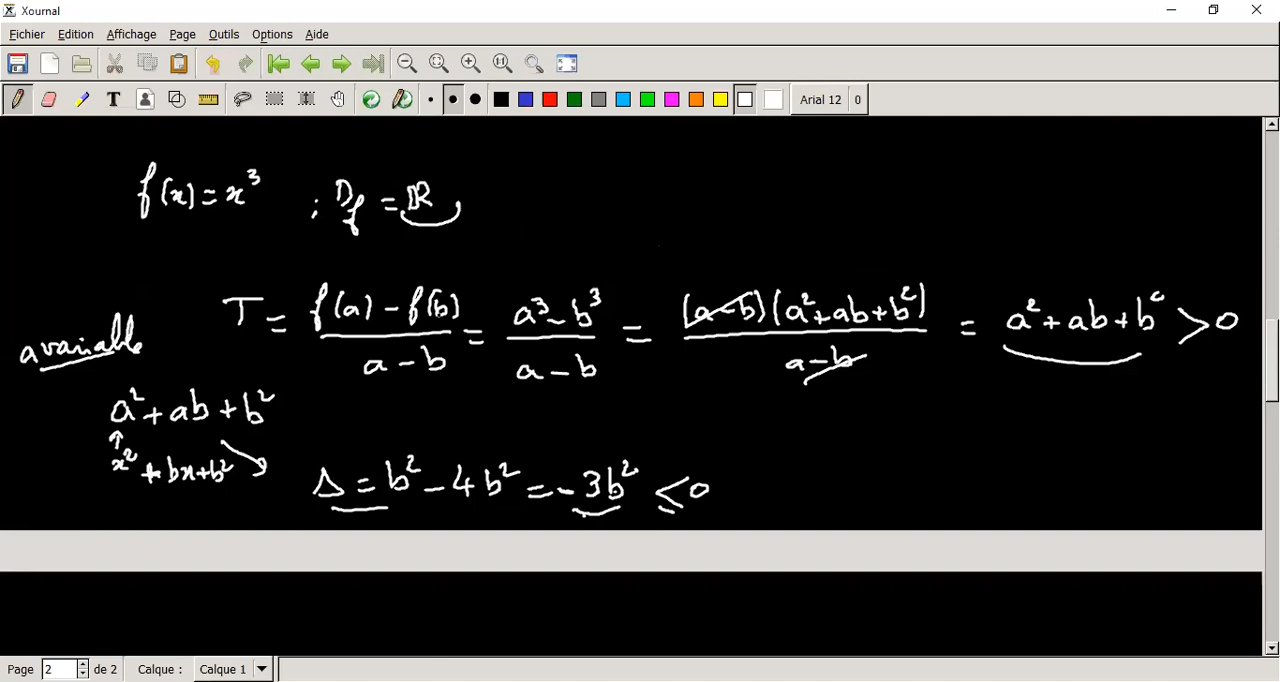 Xournal
Fichier Edition Affichage Page Outils Options Aide
Arial 12 0
f(x) = x³ ; D_f = ℝ
T = (f(a) - f(b))/(a - b) = (a³ - b³)/(a - b) = ((a - b)(a² + ab + b²))/(a - b) = a² + ab + b² > 0
a variable
a² + ab + b²
x² + bx + b²
Δ = b² - 4b² = -3b² ≤ 0
Page 2 de 2 Calque : Calque 1